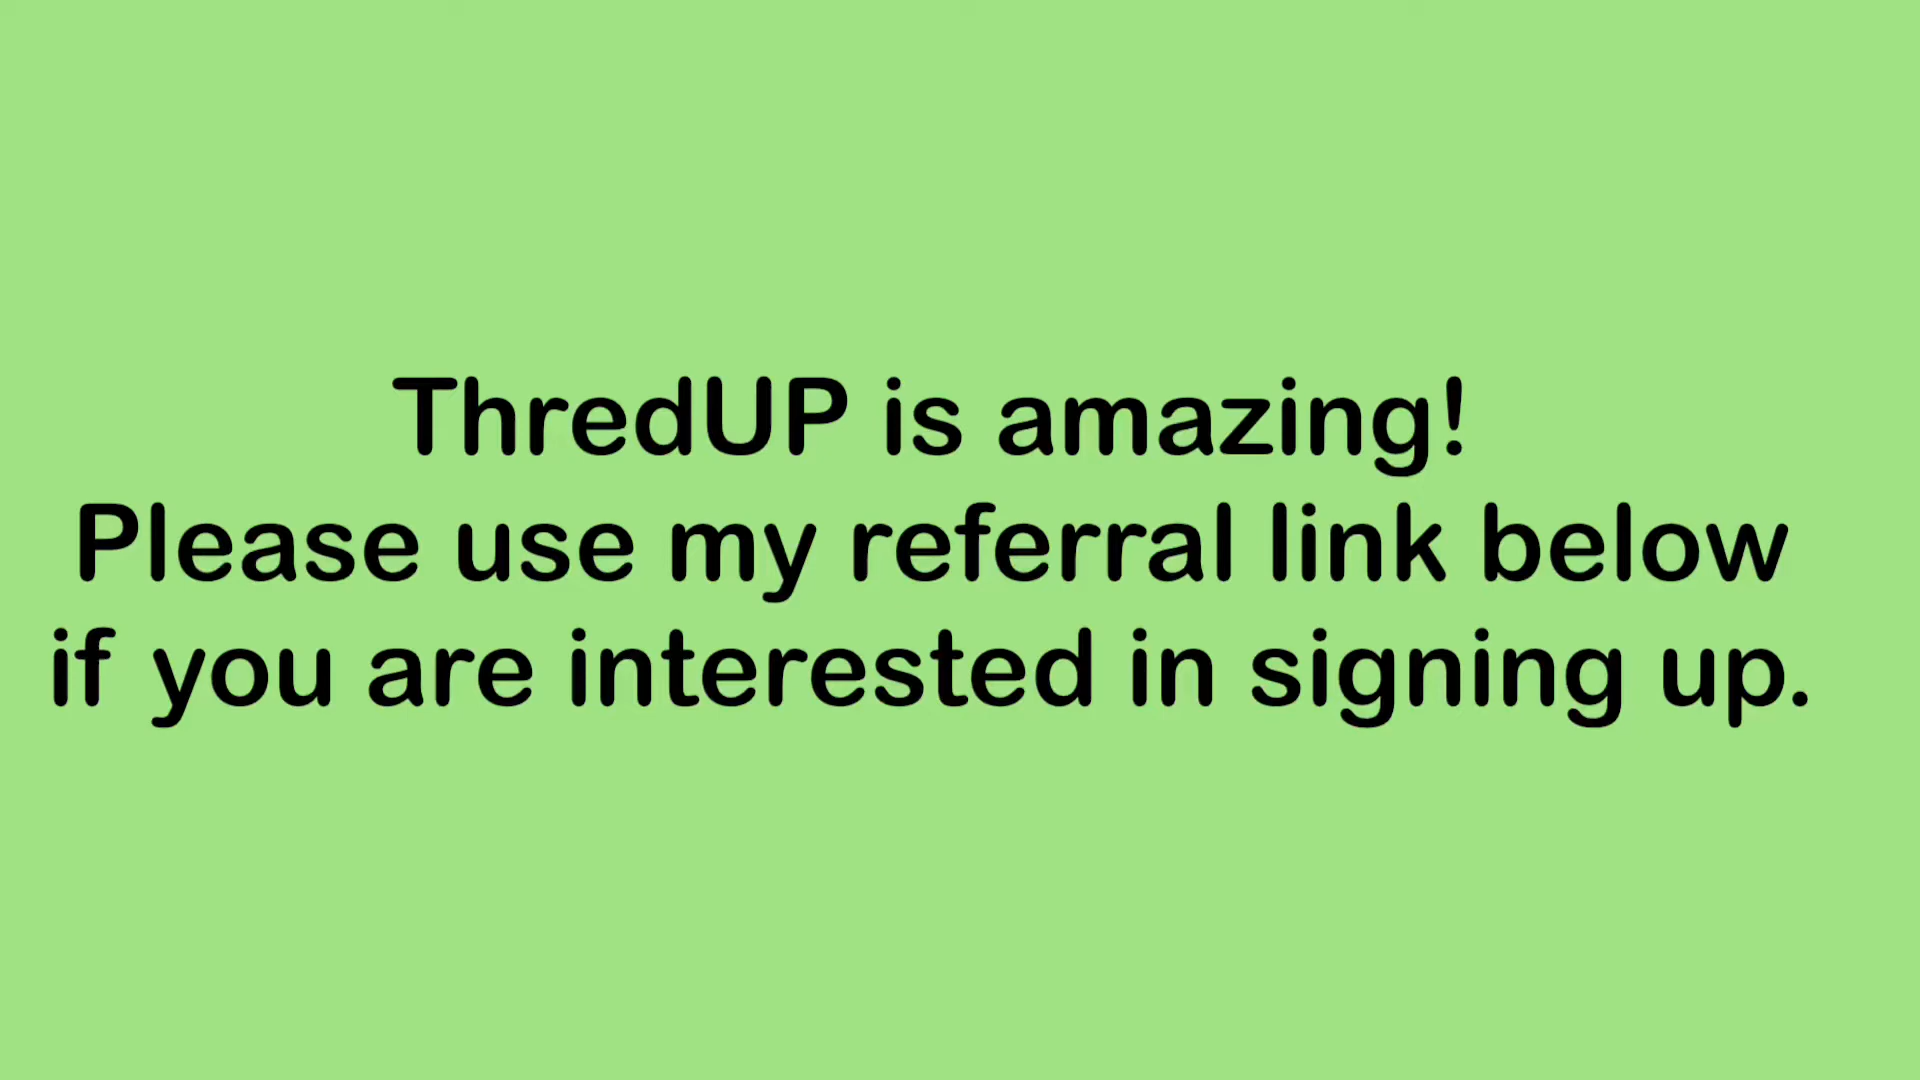 ThredUP is amazing!
Please use my referral link below
if you are interested in signing up.